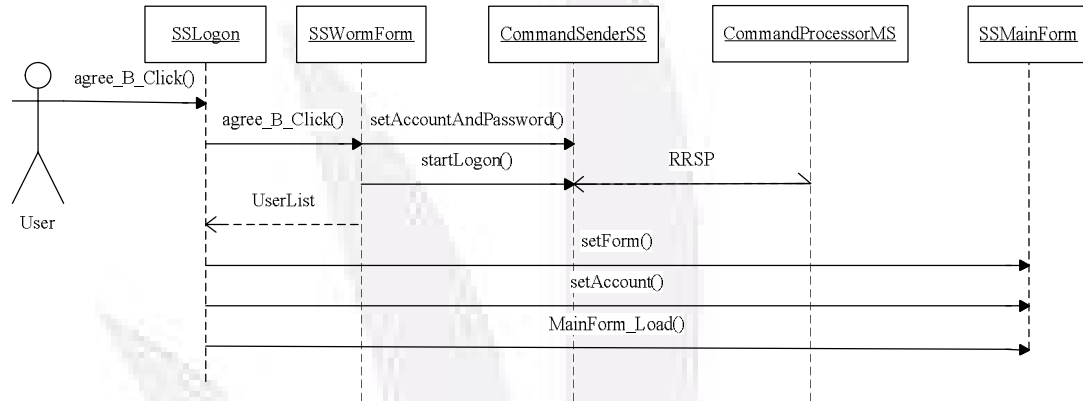 SSLogon
SSWormForm
CommandSenderSS
CommandProcessorMS
SSMainForm
agree_B_Click()
agree_B_Click()
setAccountAndPassword()
startLogon()
RRSP
UserList
User
setForm()
setAccount()
MainForm_Load()